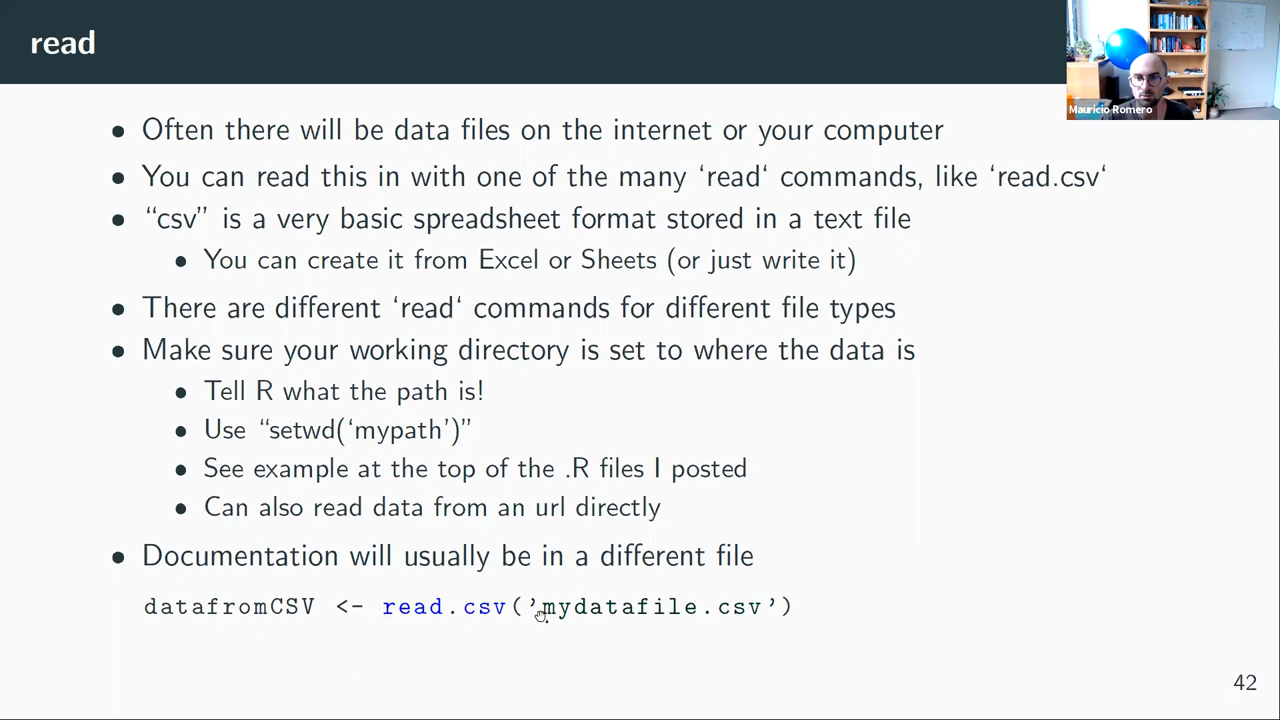 read
Mauricio Romero
• Often there will be data files on the internet or your computer
• You can read this in with one of the many ‘read‘ commands, like ‘read.csv‘
• “csv” is a very basic spreadsheet format stored in a text file
• You can create it from Excel or Sheets (or just write it)
• There are different ‘read‘ commands for different file types
• Make sure your working directory is set to where the data is
• Tell R what the path is!
• Use “setwd(‘mypath’)”
• See example at the top of the .R files I posted
• Can also read data from an url directly
• Documentation will usually be in a different file
datafromCSV <- read.csv('mydatafile.csv')
42